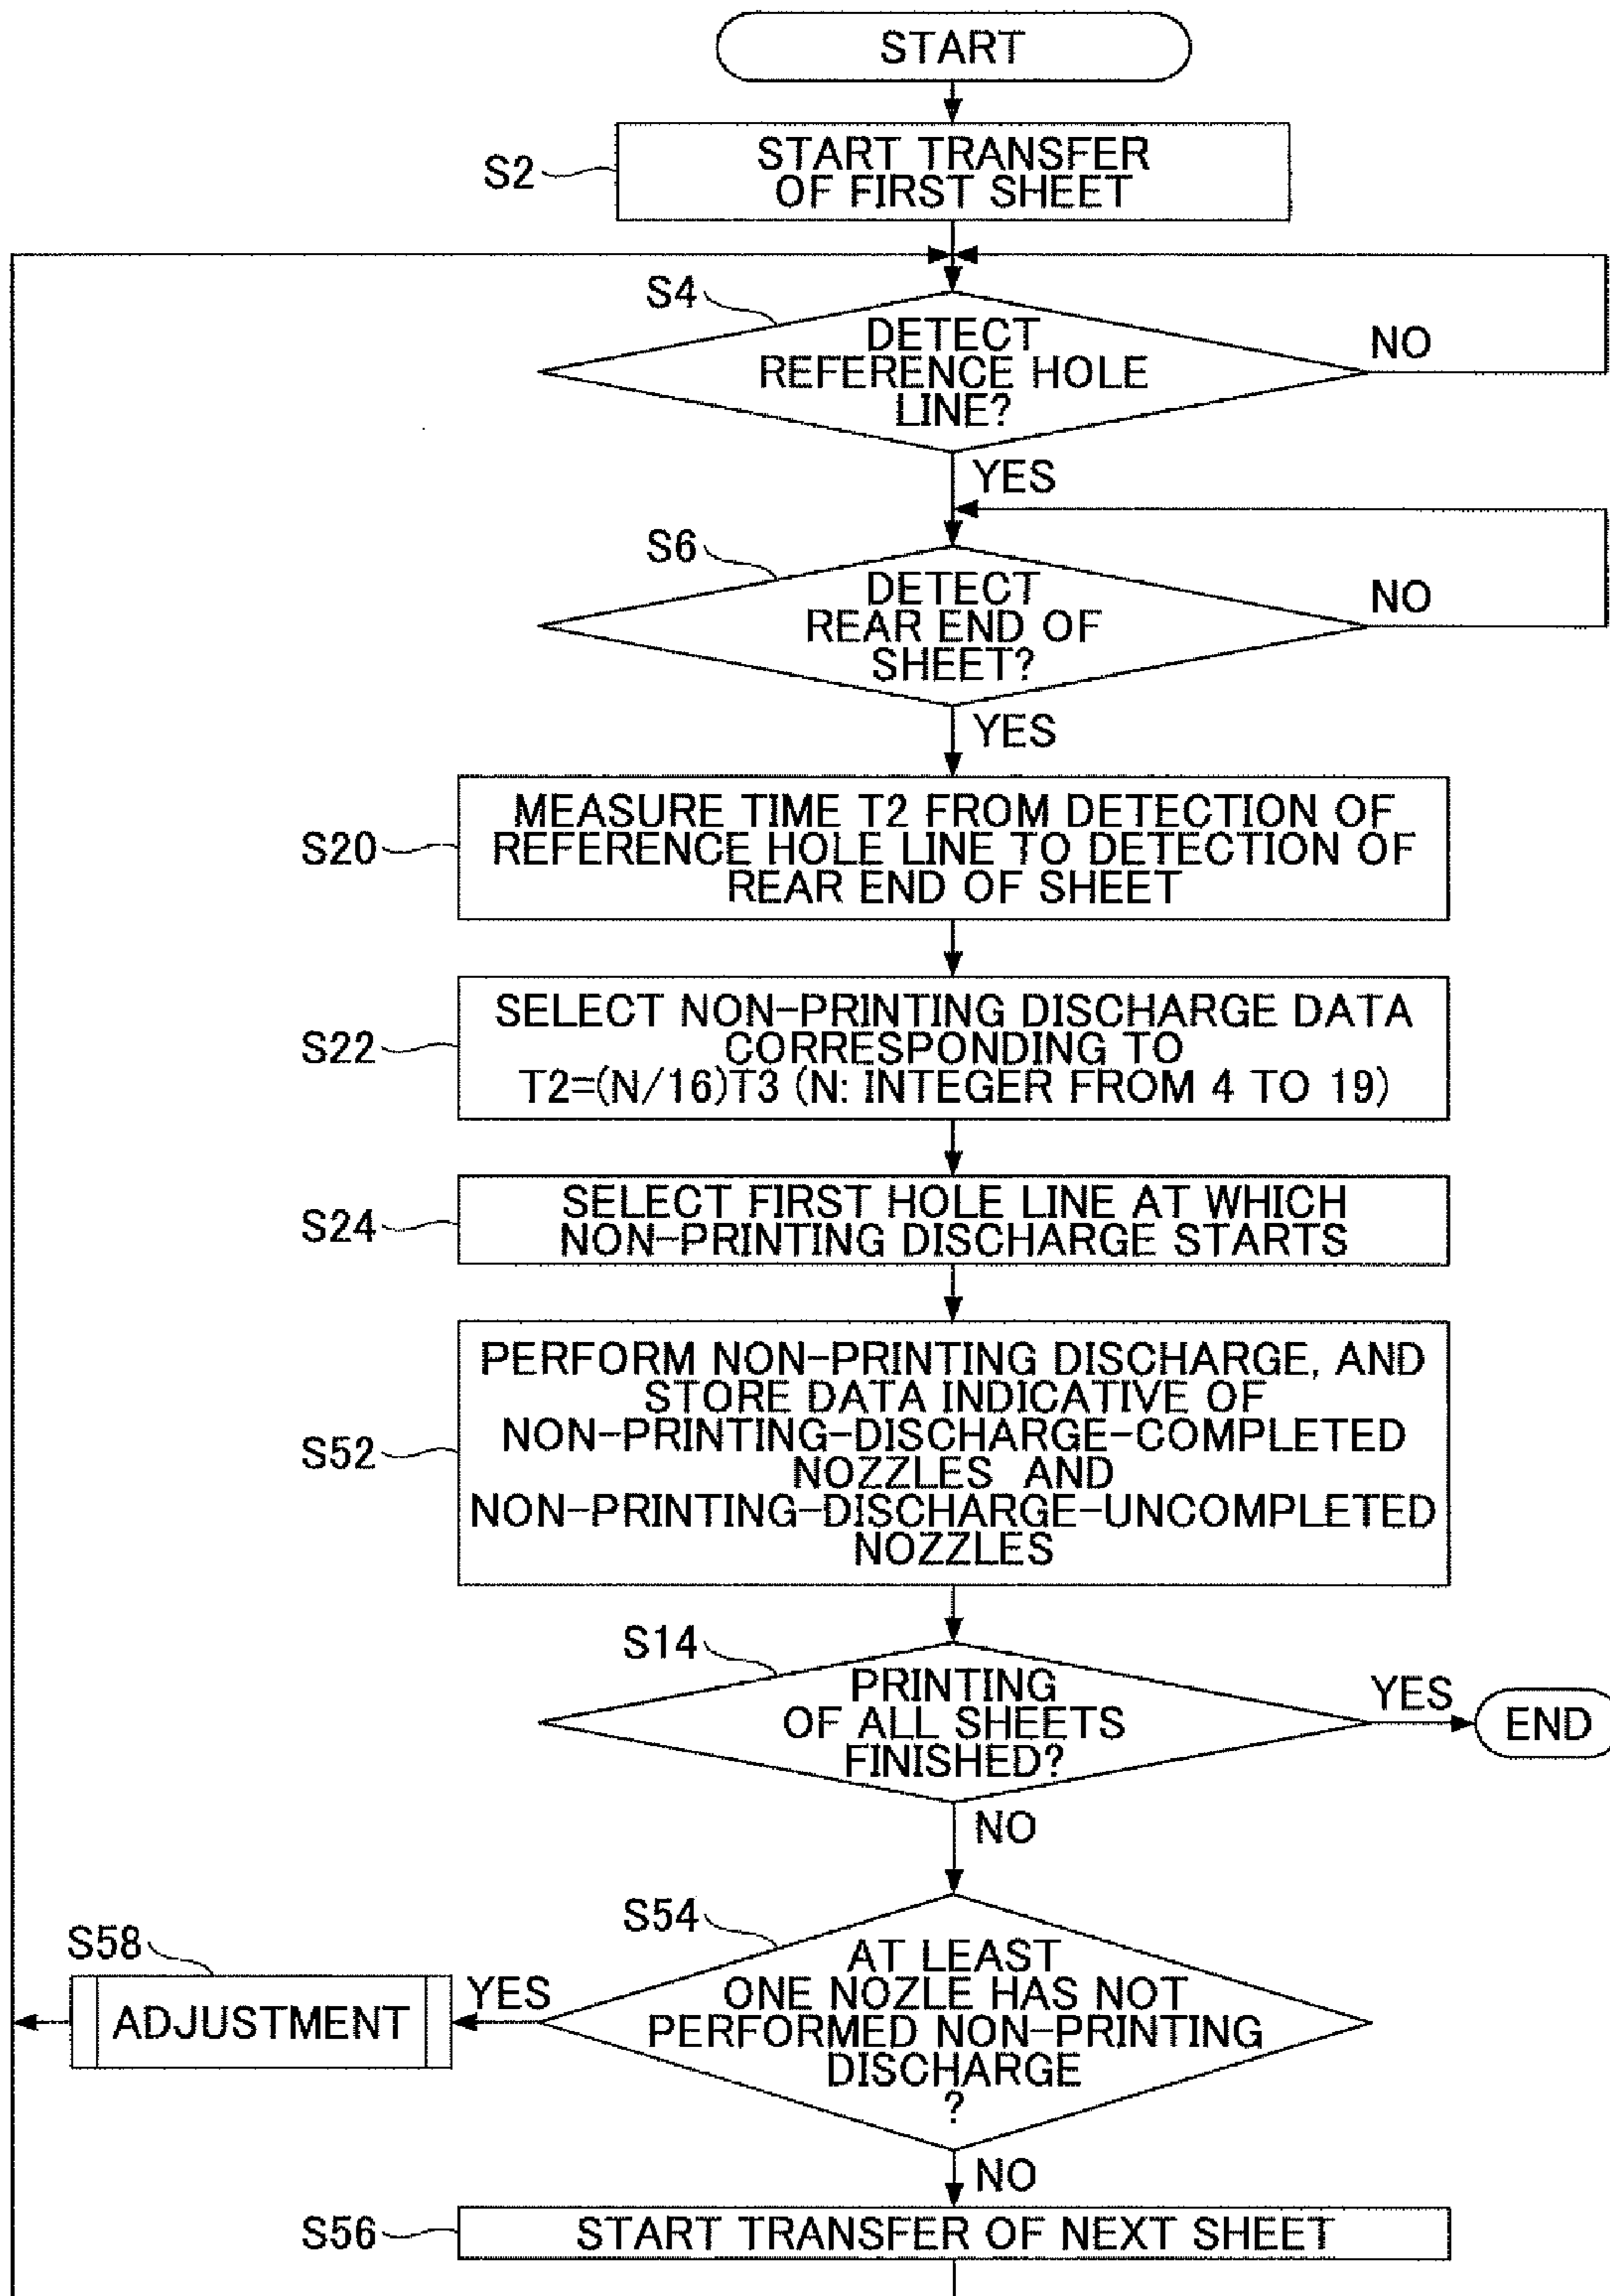 START
S2
START TRANSFER
OF FIRST SHEET
S4
DETECT
REFERENCE HOLE
LINE?
NO
YES
S6
DETECT
REAR END OF
SHEET?
NO
YES
S20
MEASURE TIME T2 FROM DETECTION OF
REFERENCE HOLE LINE TO DETECTION OF
REAR END OF SHEET
S22
SELECT NON-PRINTING DISCHARGE DATA
CORRESPONDING TO
T2=(N/16)T3 (N: INTEGER FROM 4 TO 19)
S24
SELECT FIRST HOLE LINE AT WHICH
NON-PRINTING DISCHARGE STARTS
S52
PERFORM NON-PRINTING DISCHARGE, AND
STORE DATA INDICATIVE OF
NON-PRINTING-DISCHARGE-COMPLETED
NOZZLES AND
NON-PRINTING-DISCHARGE-UNCOMPLETED
NOZZLES
S14
PRINTING
OF ALL SHEETS
FINISHED?
YES
END
NO
S54
AT LEAST
ONE NOZLE HAS NOT
PERFORMED NON-PRINTING
DISCHARGE
?
S58
YES
ADJUSTMENT
NO
S56
START TRANSFER OF NEXT SHEET